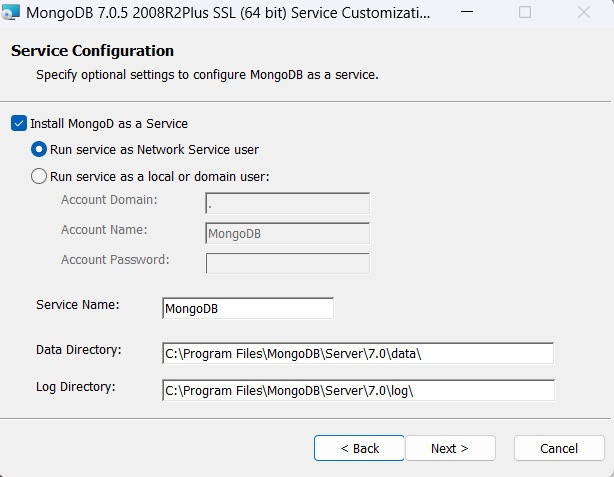 MongoDB 7.0.5 2008R2Plus SSL (64 bit) Service Customizati...
Service Configuration
Specify optional settings to configure MongoDB as a service.
Install MongoD as a Service
Run service as Network Service user
Run service as a local or domain user:
Account Domain: .
Account Name: MongoDB
Account Password:
Service Name: MongoDB
Data Directory: C:\Program Files\MongoDB\Server\7.0\data\
Log Directory: C:\Program Files\MongoDB\Server\7.0\log\
< Back Next > Cancel